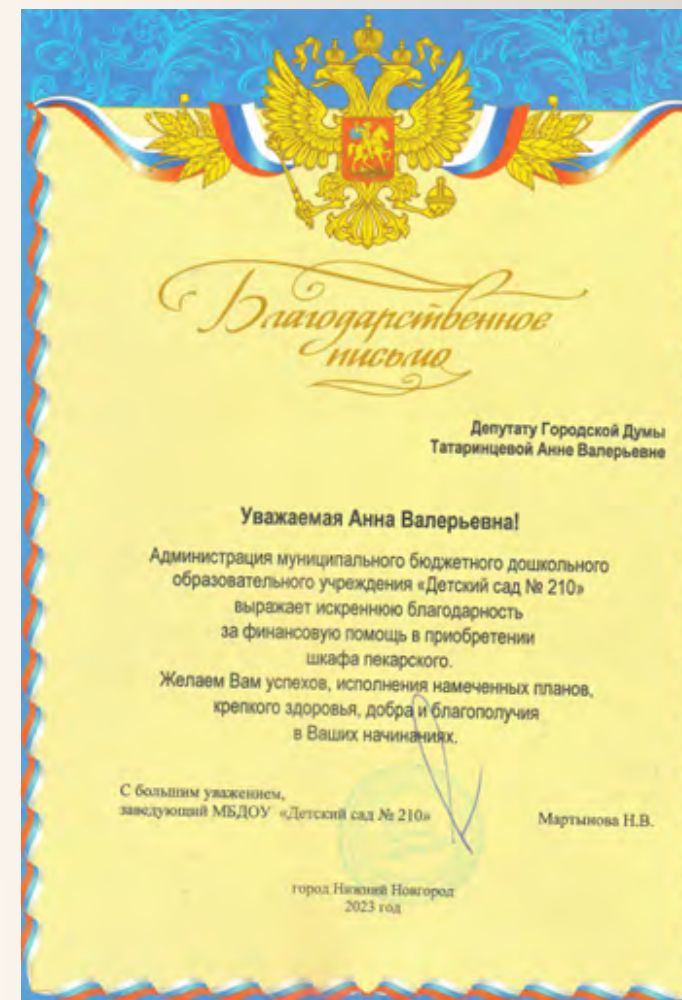 Благодарственное
письмо
Депутату Городской Думы
Татаринцевой Анне Валерьевне
Уважаемая Анна Валерьевна!
Администрация муниципального бюджетного дошкольного
образовательного учреждения «Детский сад № 210»
выражает искреннюю благодарность
за финансовую помощь в приобретении
шкафа пекарского.
Желаем Вам успехов, исполнения намеченных планов,
крепкого здоровья, добра и благополучия
в Ваших начинаниях.
С большим уважением,
заведующий МБДОУ «Детский сад № 210»
Мартынова Н.В.
город Нижний Новгород
2023 год